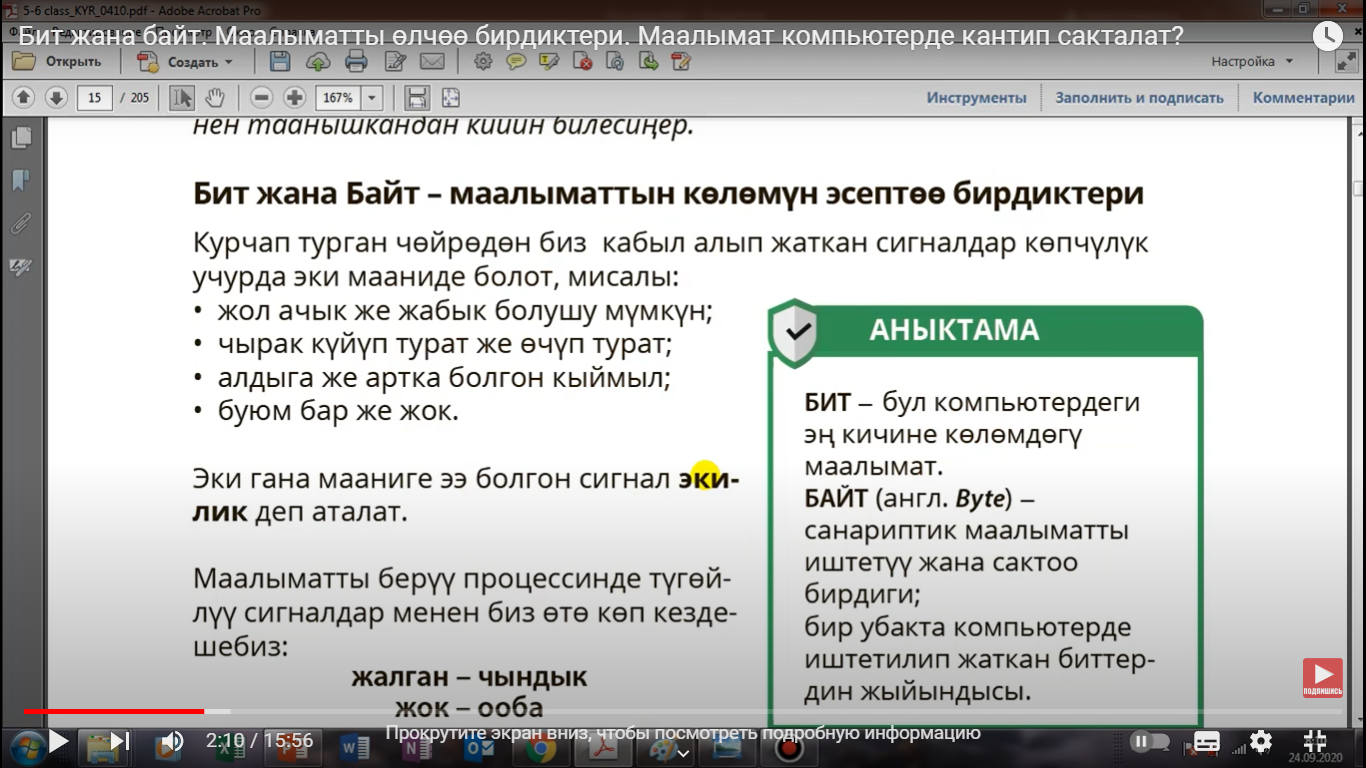 5-6 class_KYR_0410.pdf - Adobe Acrobat Pro
Бит жана байт. Маалыматты өлчөө бирдиктери. Маалымат компьютерде кантип сакталат?
Открыть Создать Настройка
15 / 205 167% Инструменты Заполнить и подписать Комментарии
нен таанышкандан кийин билесиңер.
Бит жана Байт – маалыматтын көлөмүн эсептөө бирдиктери
Курчап турган чөйрөдөн биз кабыл алып жаткан сигналдар көпчүлүк
учурда эки мааниде болот, мисалы:
• жол ачык же жабык болушу мүмкүн;
• чырак күйүп турат же өчүп турат;
• алдыга же артка болгон кыймыл;
• буюм бар же жок.
Эки гана мааниге ээ болгон сигнал эки-
лик деп аталат.
Маалыматты берүү процессинде түгөй-
лүү сигналдар менен биз өтө көп кезде-
шебиз:
жалган – чындык
жок – ооба
АНЫКТАМА
БИТ – бул компьютердеги
эң кичине көлөмдөгү
маалымат.
БАЙТ (англ. Byte) –
санариптик маалыматты
иштетүү жана сактоо
бирдиги;
бир убакта компьютерде
иштетилип жаткан биттер-
дин жыйындысы.
подпишись
Прокрутите экран вниз, чтобы посмотреть подробную информацию
2:10 / 15:56
24.09.2020